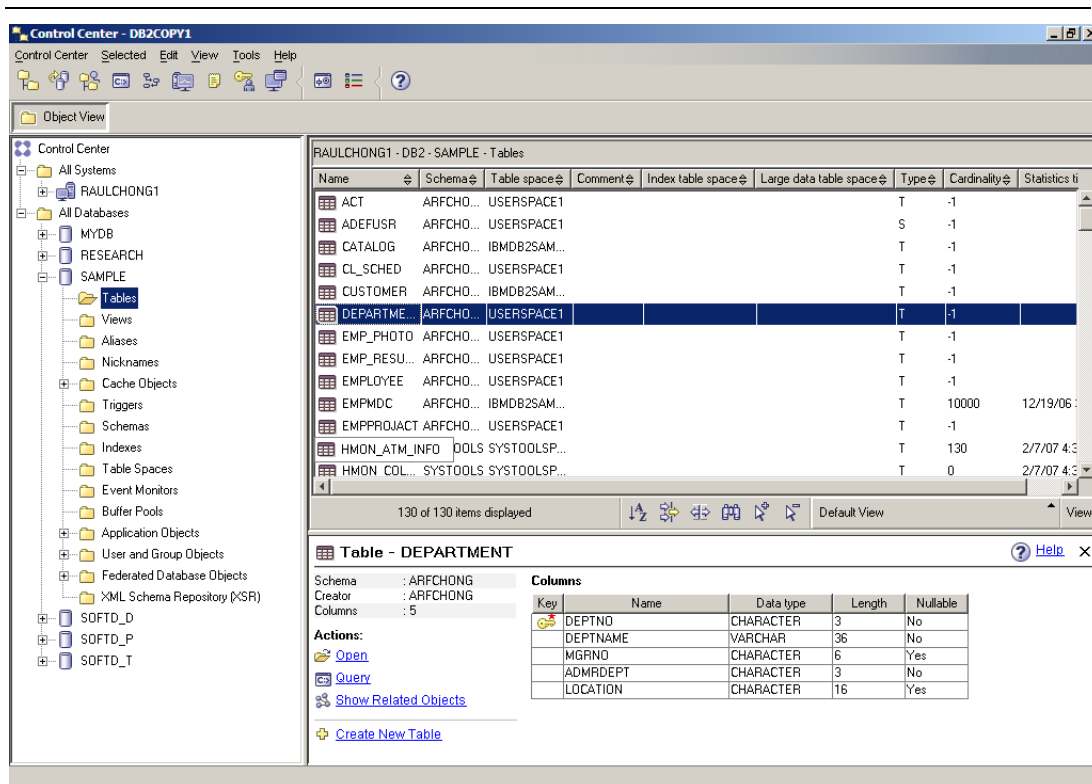 Control Center - DB2COPY1
Control Center Selected Edit View Tools Help
Object View
Control Center
All Systems
RAULCHONG1
All Databases
MYDB
RESEARCH
SAMPLE
Tables
Views
Aliases
Nicknames
Cache Objects
Triggers
Schemas
Indexes
Table Spaces
Event Monitors
Buffer Pools
Application Objects
User and Group Objects
Federated Database Objects
XML Schema Repository (XSR)
SOFTD_D
SOFTD_P
SOFTD_T
RAULCHONG1 - DB2 - SAMPLE - Tables
Name Schema Table space Comment Index table space Large data table space Type Cardinality Statistics ti
ACT ARFCHO... USERSPACE1 T -1
ADEFUSR ARFCHO... USERSPACE1 S -1
CATALOG ARFCHO... IBMDB2SAM... T -1
CL_SCHED ARFCHO... USERSPACE1 T -1
CUSTOMER ARFCHO... IBMDB2SAM... T -1
DEPARTME... ARFCHO... USERSPACE1 T -1
EMP_PHOTO ARFCHO... USERSPACE1 T -1
EMP_RESU... ARFCHO... USERSPACE1 T -1
EMPLOYEE ARFCHO... USERSPACE1 T -1
EMPMDC ARFCHO... IBMDB2SAM... T 10000 12/19/06
EMPPROJACT ARFCHO... USERSPACE1 T -1
HMON_ATM_INFO OOLS SYSTOOLSP... T 130 2/7/07 4:3
HMON_COL... SYSTOOLS SYSTOOLSP... T 0 2/7/07 4:3
130 of 130 items displayed Default View View
Table - DEPARTMENT Help
Schema : ARFCHONG
Creator : ARFCHONG
Columns : 5
Actions:
Open
Query
Show Related Objects
Create New Table
Columns
Key Name Data type Length Nullable
DEPTNO CHARACTER 3 No
DEPTNAME VARCHAR 36 No
MGRNO CHARACTER 6 Yes
ADMRDEPT CHARACTER 3 No
LOCATION CHARACTER 16 Yes